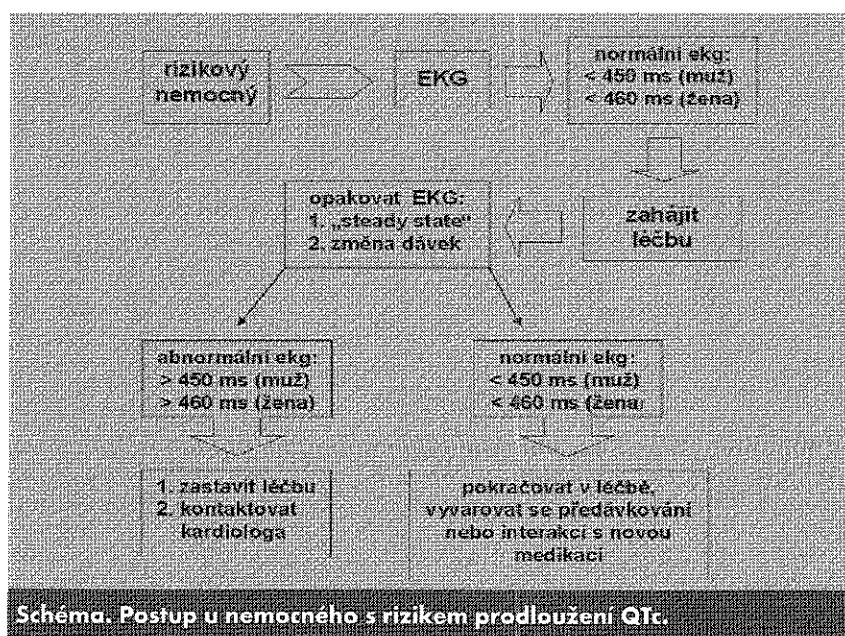 rizikový
nemocný
EKG
normální ekg:
< 450 ms (muž)
< 460 ms (žena)
zahájit
léčbu
opakovat EKG:
1. „steady state"
2. změna dávek
abnormální ekg:
> 450 ms (muž)
> 460 ms (žena)
normální ekg:
< 450 ms (muž)
< 460 ms (žena
1. zastavit léčbu
2. kontaktovat
kardiologa
pokračovat v léčbě,
vyvarovat se předávkování
nebo interakcí s novou
medikací
Schéma. Postup u nemocného s rizikem prodloužení QTc.